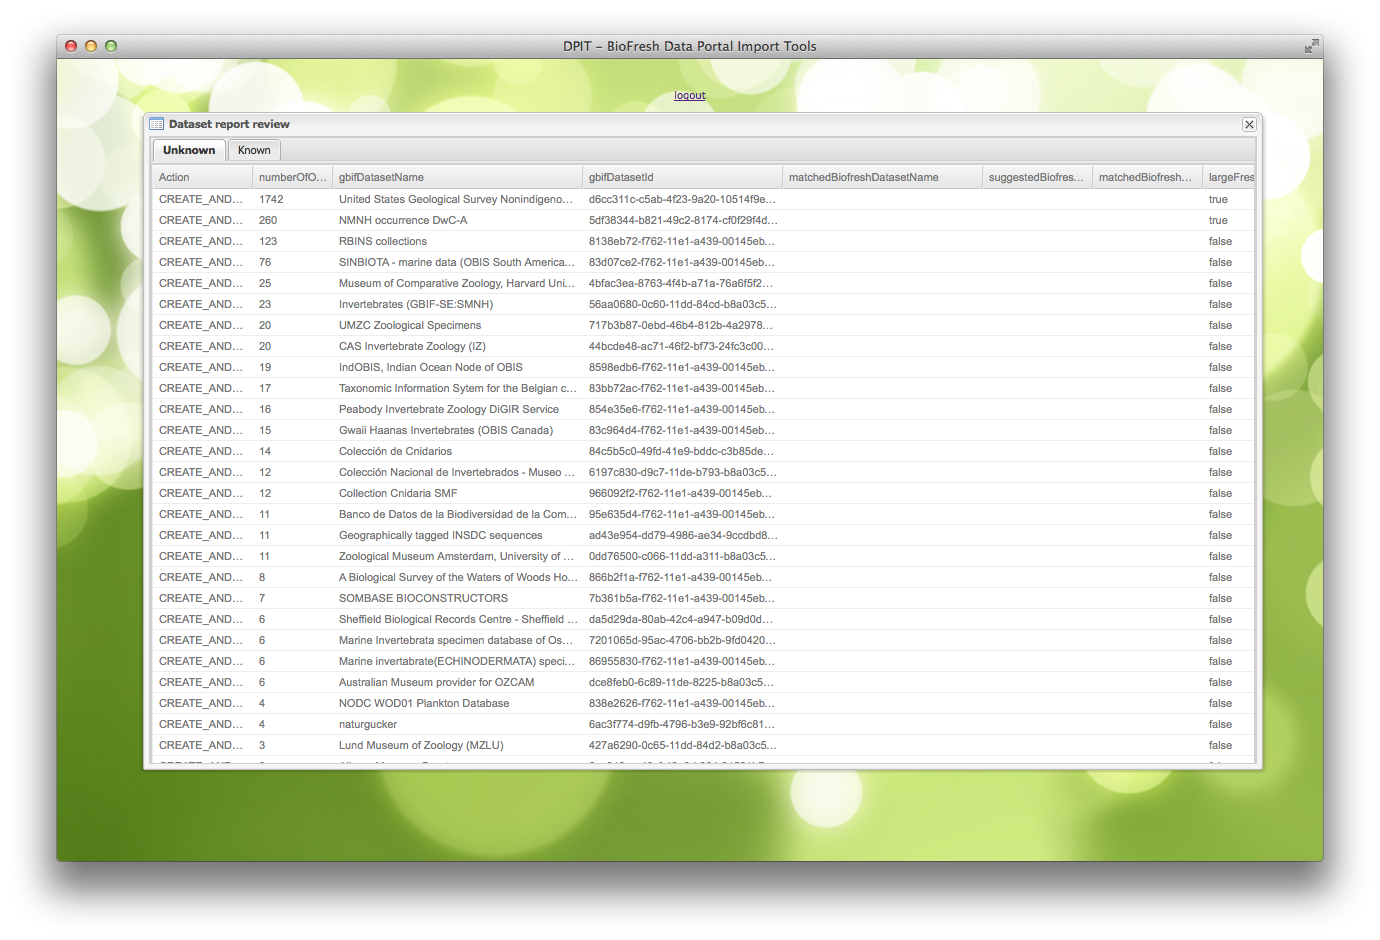 DPIT – BioFresh Data Portal Import Tools
logout
Dataset report review
Unknown Known
Action numberOfO... gbifDatasetName gbifDatasetId matchedBiofreshDatasetName suggestedBiofres... matchedBiofresh... largeFres
CREATE_AND... 1742 United States Geological Survey Nonindigeno... d6cc311c-c5ab-4f23-9a20-10514f9e... true
CREATE_AND... 260 NMNH occurrence DwC-A 5df38344-b821-49c2-8174-cf0f29f4d... true
CREATE_AND... 123 RBINS collections 8138eb72-f762-11e1-a439-00145eb... false
CREATE_AND... 76 SINBIOTA - marine data (OBIS South America... 83d07ce2-f762-11e1-a439-00145eb... false
CREATE_AND... 25 Museum of Comparative Zoology, Harvard Uni... 4bfac3ea-8763-4f4b-a71a-76a6f5f2... false
CREATE_AND... 23 Invertebrates (GBIF-SE:SMNH) 56aa0680-0c60-11dd-84cd-b8a03c5... false
CREATE_AND... 20 UMZC Zoological Specimens 717b3b87-0ebd-46b4-812b-4a2978... false
CREATE_AND... 20 CAS Invertebrate Zoology (IZ) 44bcde48-ac71-46f2-bf73-24fc3c00... false
CREATE_AND... 19 IndOBIS, Indian Ocean Node of OBIS 8598edb6-f762-11e1-a439-00145eb... false
CREATE_AND... 17 Taxonomic Information Sytem for the Belgian c... 83bb72ac-f762-11e1-a439-00145eb... false
CREATE_AND... 16 Peabody Invertebrate Zoology DiGIR Service 854e35e6-f762-11e1-a439-00145eb... false
CREATE_AND... 15 Gwaii Haanas Invertebrates (OBIS Canada) 83c964d4-f762-11e1-a439-00145eb... false
CREATE_AND... 14 Colección de Cnidarios 84c5b5c0-49fd-41e9-bddc-c3b85de... false
CREATE_AND... 12 Colección Nacional de Invertebrados - Museo ... 6197c830-d9c7-11de-b793-b8a03c5... false
CREATE_AND... 12 Collection Cnidaria SMF 966092f2-f762-11e1-a439-00145eb... false
CREATE_AND... 11 Banco de Datos de la Biodiversidad de la Com... 95e635d4-f762-11e1-a439-00145eb... false
CREATE_AND... 11 Geographically tagged INSDC sequences ad43e954-dd79-4986-ae34-9ccdbd8... false
CREATE_AND... 11 Zoological Museum Amsterdam, University of ... 0dd76500-c066-11dd-a311-b8a03c5... false
CREATE_AND... 8 A Biological Survey of the Waters of Woods Ho... 866b2f1a-f762-11e1-a439-00145eb... false
CREATE_AND... 7 SOMBASE BIOCONSTRUCTORS 7b361b5a-f762-11e1-a439-00145eb... false
CREATE_AND... 6 Sheffield Biological Records Centre - Sheffield ... da5d29da-80ab-42c4-a947-b09d0d... false
CREATE_AND... 6 Marine Invertebrata specimen database of Os... 7201065d-95ac-4706-bb2b-9fd0420... false
CREATE_AND... 6 Marine invertabrate(ECHINODERMATA) speci... 86955830-f762-11e1-a439-00145eb... false
CREATE_AND... 6 Australian Museum provider for OZCAM dce8feb0-6c89-11de-8225-b8a03c5... false
CREATE_AND... 4 NODC WOD01 Plankton Database 838e2626-f762-11e1-a439-00145eb... false
CREATE_AND... 4 naturgucker 6ac3f774-d9fb-4796-b3e9-92bf6c81... false
CREATE_AND... 3 Lund Museum of Zoology (MZLU) 427a6290-0c65-11dd-84d2-b8a03c5... false